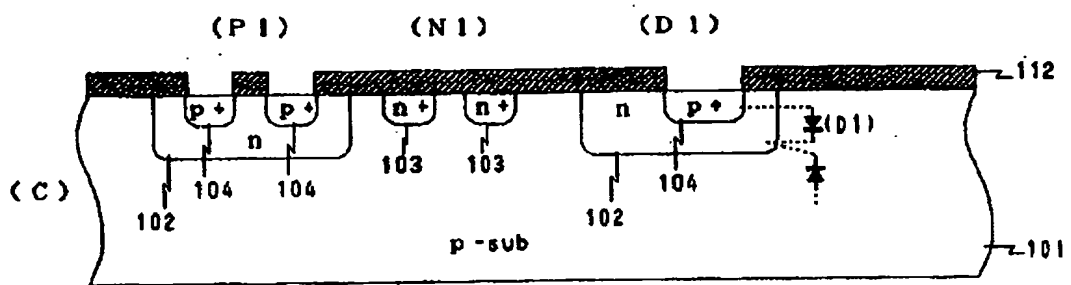 (P1) (N1) (D1)
112
p+ p+ n+ n+ n p+
n (D1)
104 104 103 103 104
(C) 102 102
p-sub 101